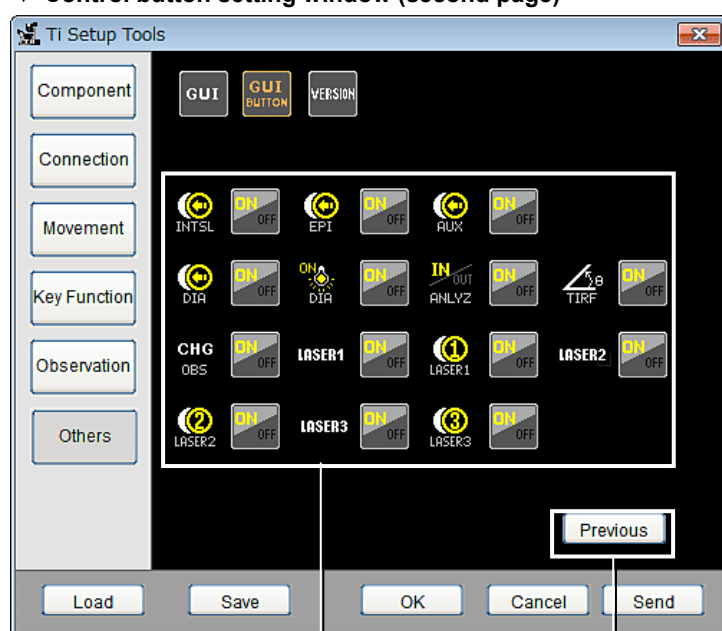 Control button setting window (second page)
Ti Setup Tools
Component
GUI
GUI BUTTON
VERSION
Connection
Movement
Key Function
Observation
Others
INTSL ON OFF
EPI ON OFF
AUX ON OFF
DIA ON OFF
ON DIA ON OFF
IN OUT ANLYZ ON OFF
θ TIRF ON OFF
CHG OBS ON OFF
LASER1 ON OFF
1 LASER1 ON OFF
LASER2 ON OFF
2 LASER2 ON OFF
LASER3 ON OFF
3 LASER3 ON OFF
Previous
Load
Save
OK
Cancel
Send